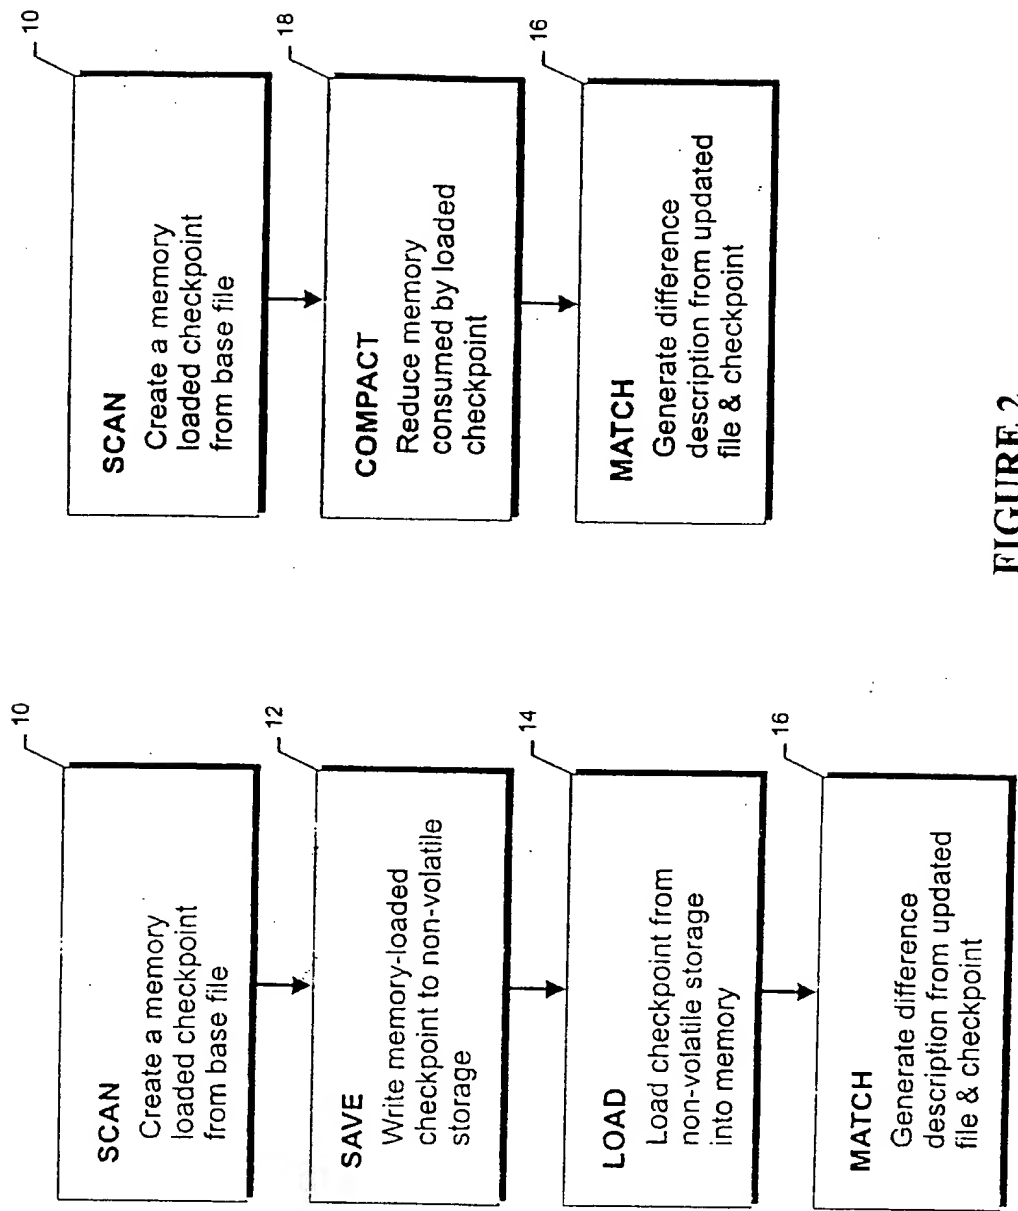 10
SCAN
Create a memory
loaded checkpoint
from base file
12
SAVE
Write memory-loaded
checkpoint to non-volatile
storage
14
LOAD
Load checkpoint from
non-volatile storage
into memory
16
MATCH
Generate difference
description from updated
file & checkpoint
10
SCAN
Create a memory
loaded checkpoint
from base file
18
COMPACT
Reduce memory
consumed by loaded
checkpoint
16
MATCH
Generate difference
description from updated
file & checkpoint
FIGURE 2